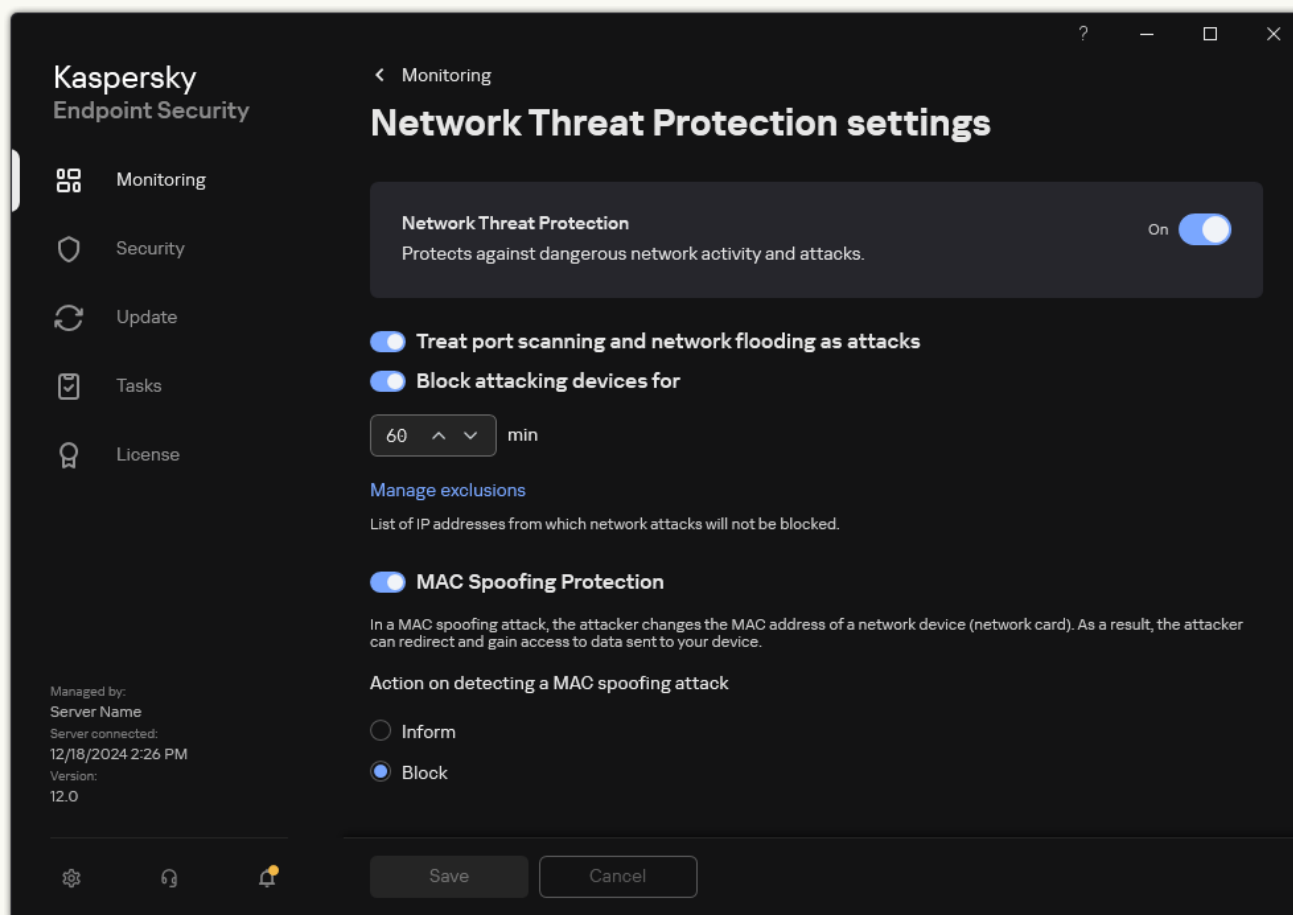 ?
Kaspersky
Endpoint Security
Monitoring
Security
Update
Tasks
License
Managed by:
Server Name
Server connected:
12/18/2024 2:26 PM
Version:
12.0
Monitoring
Network Threat Protection settings
Network Threat Protection
Protects against dangerous network activity and attacks.
On
Treat port scanning and network flooding as attacks
Block attacking devices for
60 min
Manage exclusions
List of IP addresses from which network attacks will not be blocked.
MAC Spoofing Protection
In a MAC spoofing attack, the attacker changes the MAC address of a network device (network card). As a result, the attacker
can redirect and gain access to data sent to your device.
Action on detecting a MAC spoofing attack
Inform
Block
Save Cancel